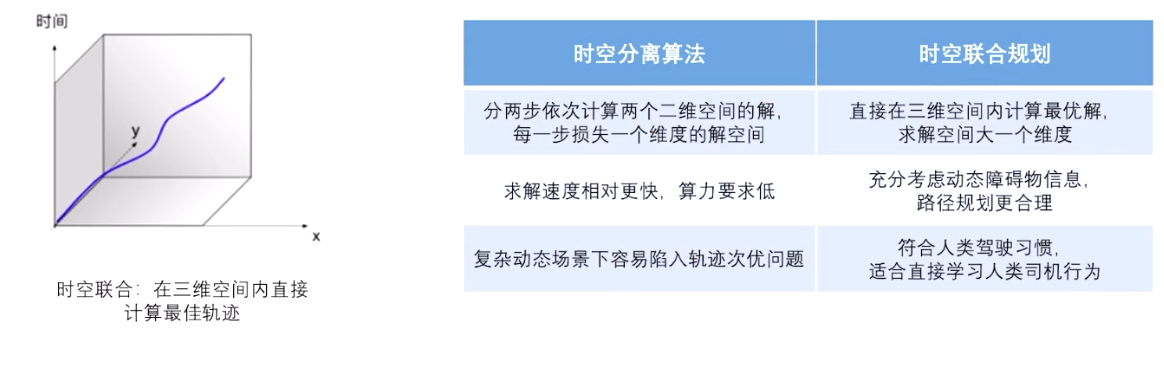 时间
y
x
时空联合：在三维空间内直接
计算最佳轨迹
时空分离算法
时空联合规划
分两步依次计算两个二维空间的解，
每一步损失一个维度的解空间
直接在三维空间内计算最优解，
求解空间大一个维度
求解速度相对更快，算力要求低
充分考虑动态障碍物信息，
路径规划更合理
复杂动态场景下容易陷入轨迹次优问题
符合人类驾驶习惯，
适合直接学习人类司机行为